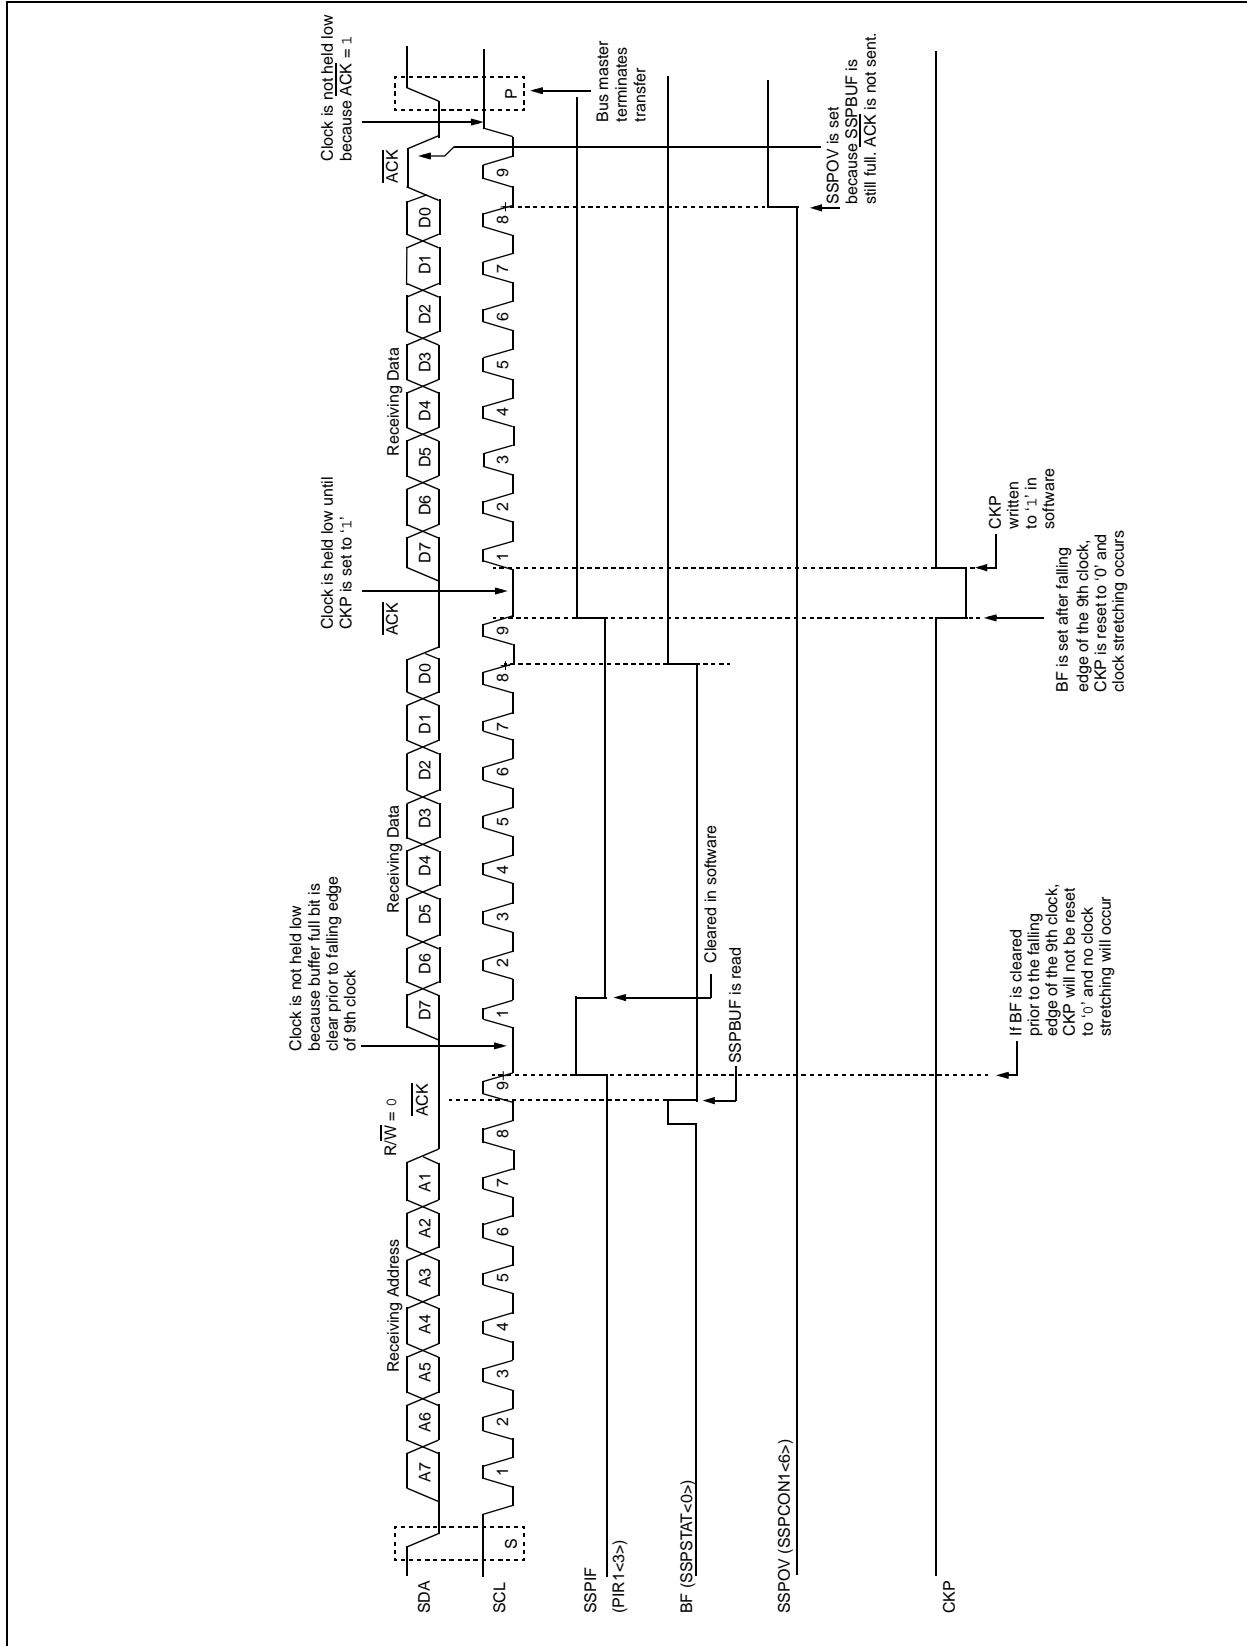 Clock is not held low
because buffer full bit is
clear prior to falling edge
of 9th clock
Clock is held low until
CKP is set to ‘1’
Clock is not held low
because ACK = 1
Receiving Address
R/W = 0
ACK
Receiving Data
ACK
Receiving Data
ACK
SDA
A7 A6 A5 A4 A3 A2 A1
D7 D6 D5 D4 D3 D2 D1 D0
D7 D6 D5 D4 D3 D2 D1 D0
SCL
S
1 2 3 4 5 6 7 8 9
1 2 3 4 5 6 7 8 9
1 2 3 4 5 6 7 8 9
P
SSPIF
(PIR1<3>)
Bus master
terminates
transfer
BF (SSPSTAT<0>)
Cleared in software
SSPBUF is read
SSPOV (SSPCON1<6>)
SSPOV is set
because SSPBUF is
still full. ACK is not sent.
CKP
CKP
written
to ‘1’ in
software
If BF is cleared
prior to the falling
edge of the 9th clock,
CKP will not be reset
to ‘0’ and no clock
stretching will occur
BF is set after falling
edge of the 9th clock,
CKP is reset to ‘0’ and
clock stretching occurs